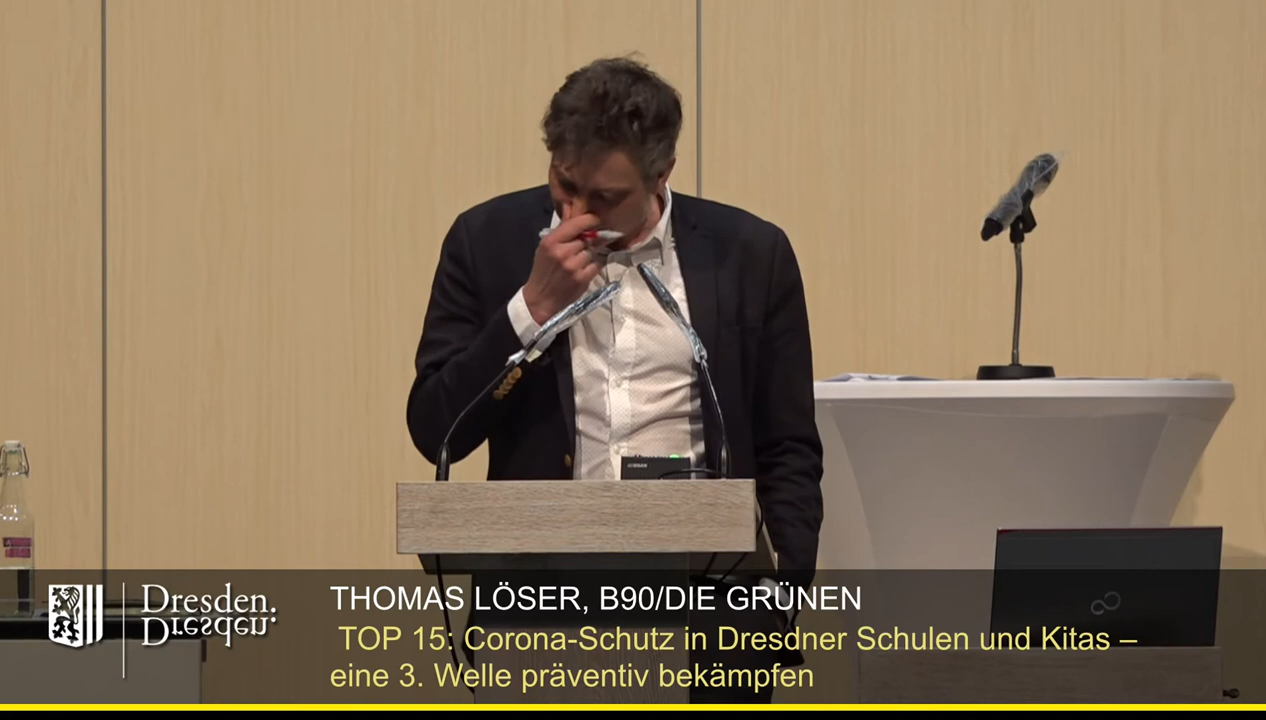 Dresden.
Dresden.
THOMAS LÖSER, B90/DIE GRÜNEN
TOP 15: Corona-Schutz in Dresdner Schulen und Kitas –
eine 3. Welle präventiv bekämpfen